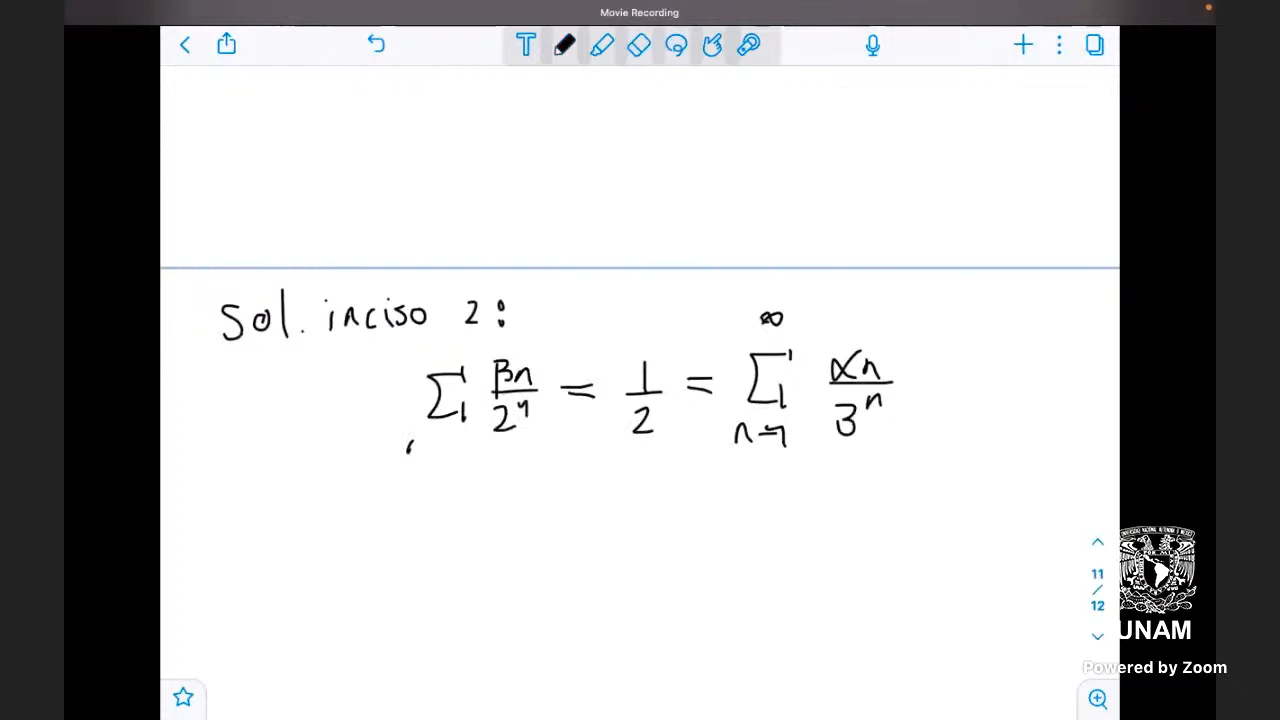 Movie Recording
T
Sol. inciso 2:
∞
∑ βn/2^n = 1/2 = ∑ αn/3^n
n=1
11
/
12
UNAM
Powered by Zoom